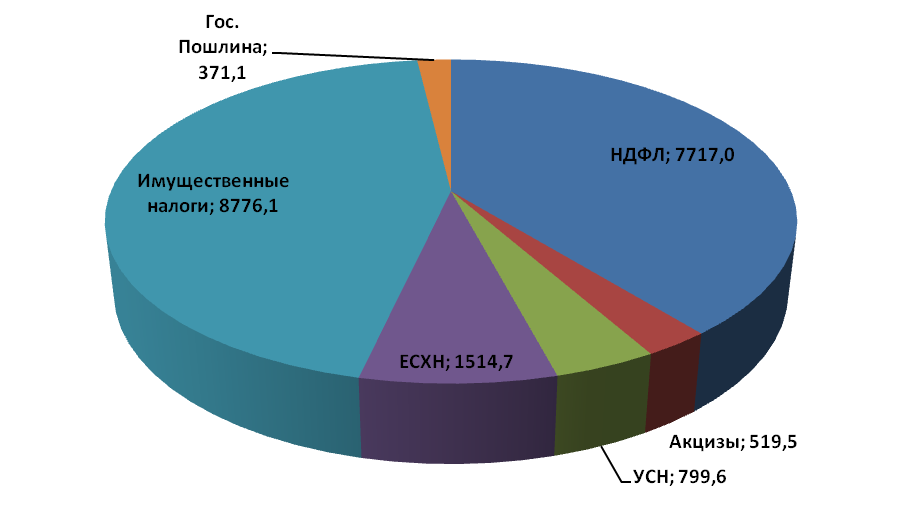 Гос.
Пошлина;
371,1
НДФЛ; 7717,0
Имущественные
налоги; 8776,1
ЕСХН; 1514,7
Акцизы; 519,5
УСН; 799,6